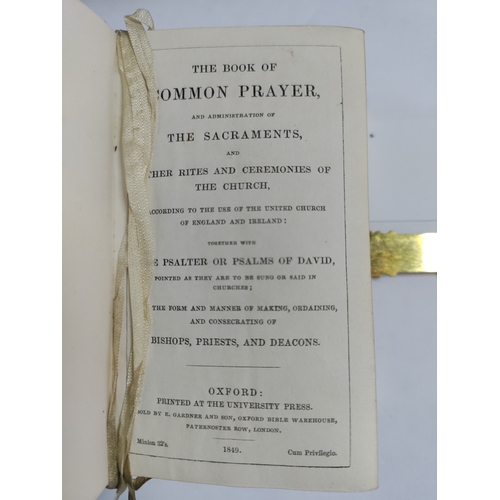 THE BOOK OF
COMMON PRAYER,
AND ADMINISTRATION OF
THE SACRAMENTS,
AND
OTHER RITES AND CEREMONIES OF
THE CHURCH,
ACCORDING TO THE USE OF THE UNITED CHURCH
OF ENGLAND AND IRELAND:
TOGETHER WITH
THE PSALTER OR PSALMS OF DAVID,
POINTED AS THEY ARE TO BE SUNG OR SAID IN
CHURCHES;
THE FORM AND MANNER OF MAKING, ORDAINING,
AND CONSECRATING OF
BISHOPS, PRIESTS, AND DEACONS.
OXFORD:
PRINTED AT THE UNIVERSITY PRESS.
SOLD BY E. GARDNER AND SON, OXFORD BIBLE WAREHOUSE,
PATERNOSTER ROW, LONDON.
Minion 32's. 1849. Cum Privilegio.